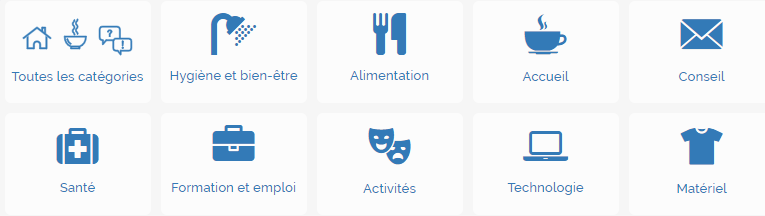 Toutes les catégories
Hygiène et bien-être
Alimentation
Accueil
Conseil
Santé
Formation et emploi
Activités
Technologie
Matériel